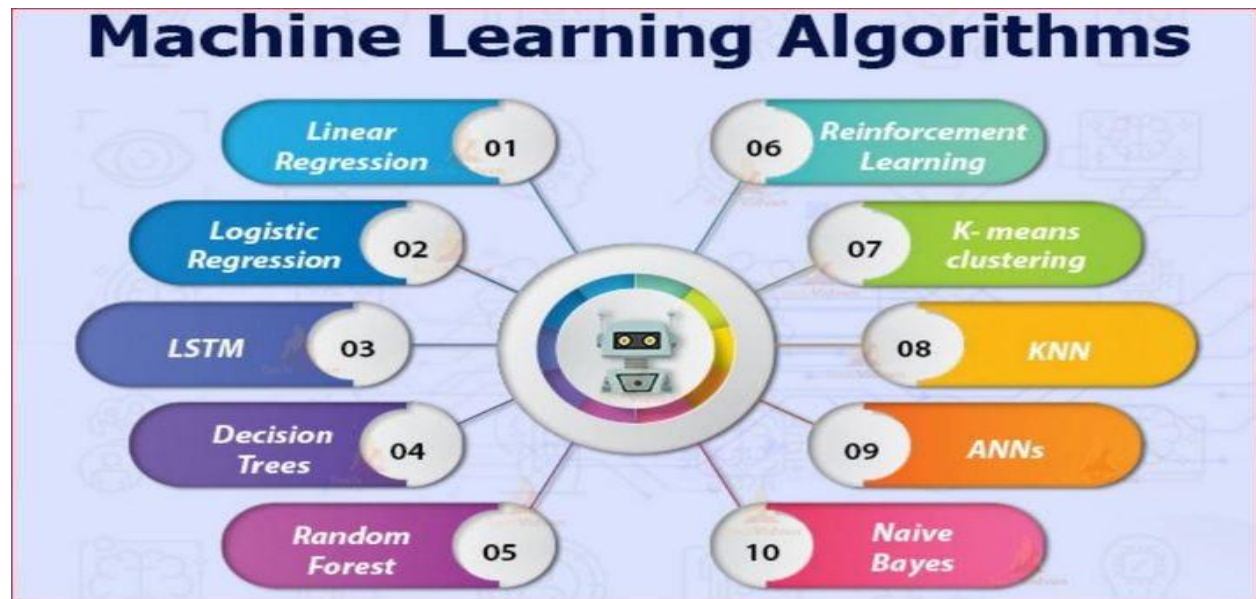 Machine Learning Algorithms
Linear
Regression
01
Logistic
Regression
02
LSTM
03
Decision
Trees
04
Random
Forest
05
06
Reinforcement
Learning
07
K- means
clustering
08
KNN
09
ANNs
10
Naive
Bayes